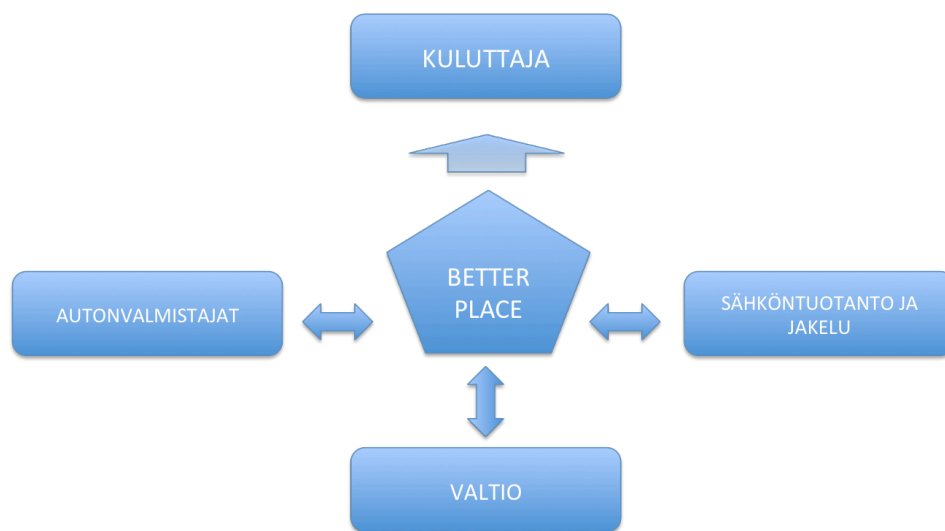 KULUTTAJA
BETTER
PLACE
AUTONVALMISTAJAT
SÄHKÖNTUOTANTO JA
JAKELU
VALTIO